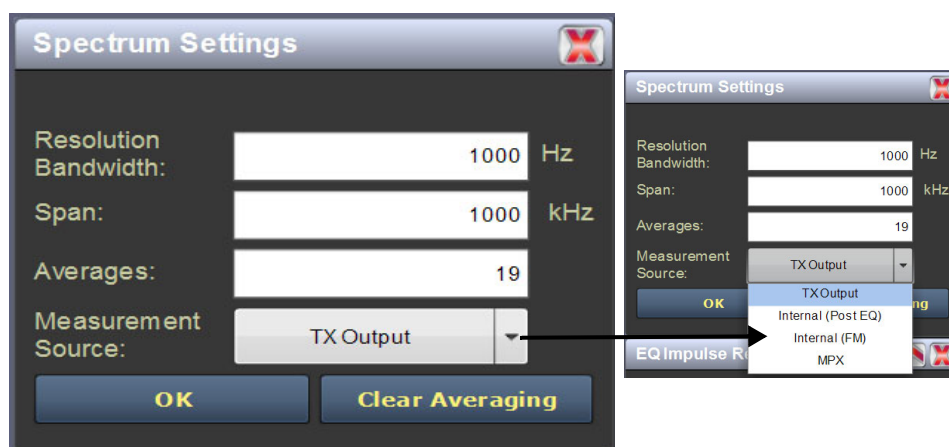 Spectrum Settings
Resolution
Bandwidth:
1000 Hz
Span:
1000 kHz
Averages:
19
Measurement
Source:
TX Output
OK
Clear Averaging
Spectrum Settings
Resolution
Bandwidth:
1000 Hz
Span:
1000 kHz
Averages:
19
Measurement
Source:
TX Output
TX Output
OK
Internal (Post EQ)
Internal (FM)
EQ Impulse
MPX